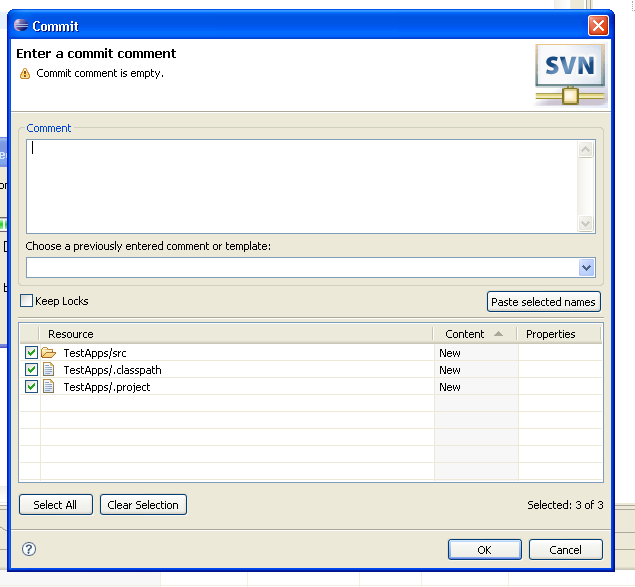 Commit
Enter a commit comment
Commit comment is empty.
SVN
Comment
Choose a previously entered comment or template:
Keep Locks
Paste selected names
Resource Content Properties
TestApps/src New
TestApps/.classpath New
TestApps/.project New
Select All Clear Selection Selected: 3 of 3
? OK Cancel